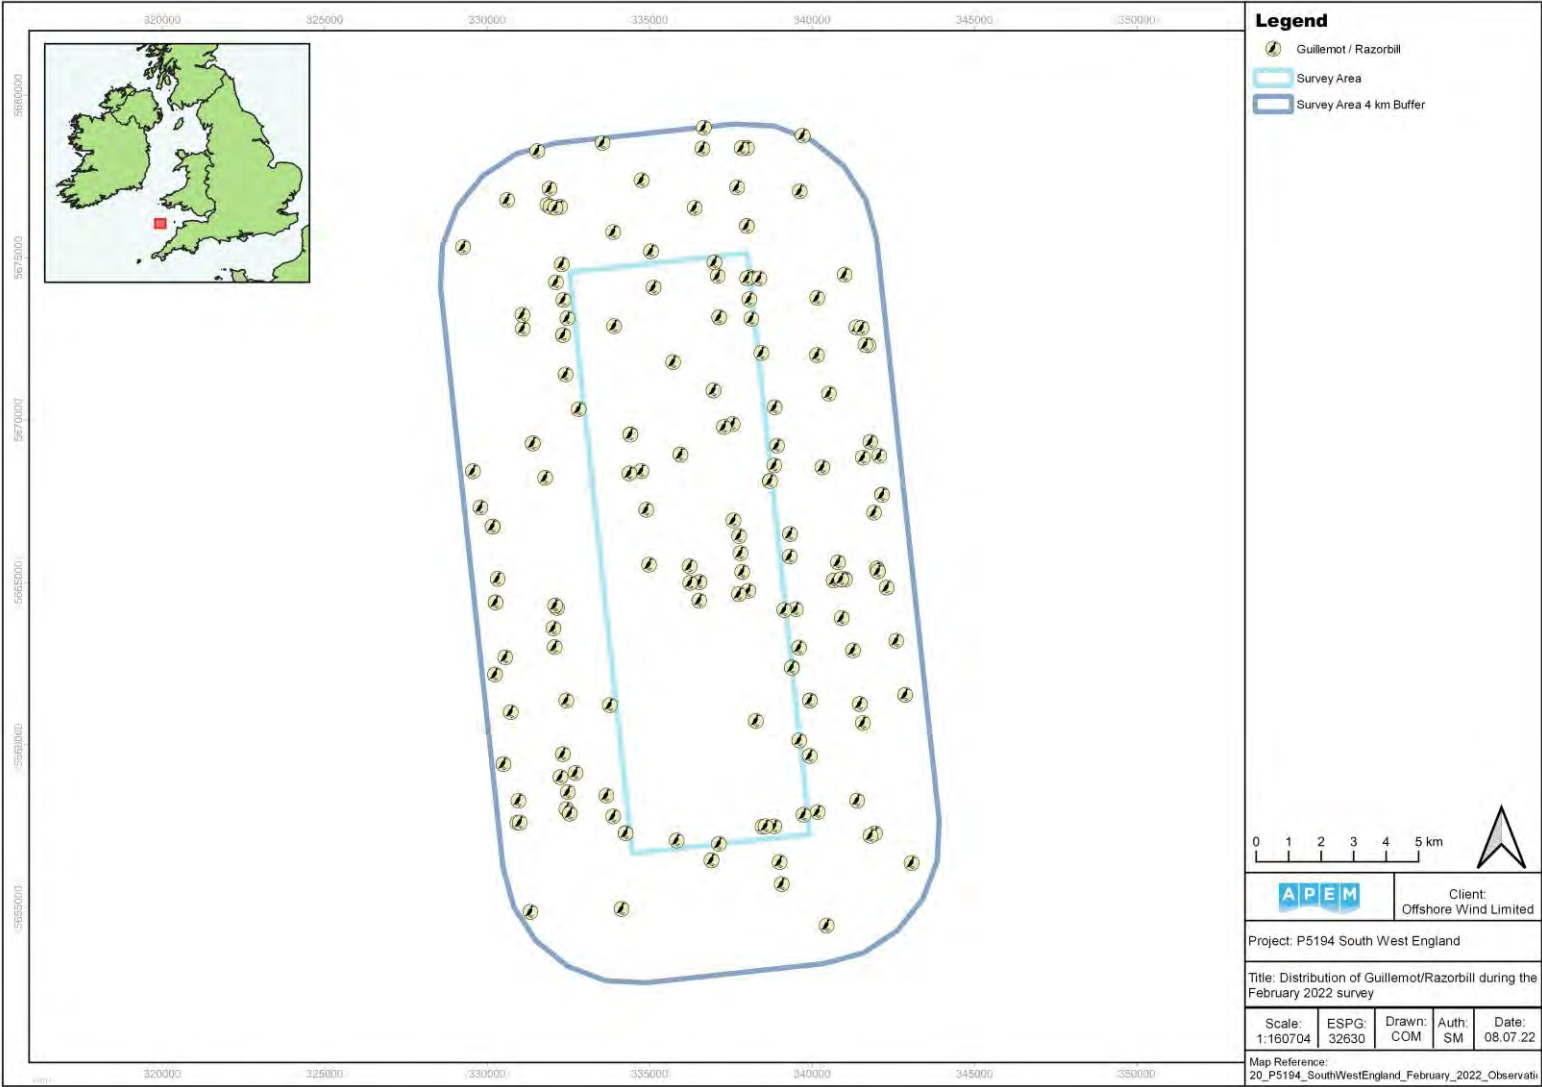 320000 325000 330000 335000 340000 345000 350000
5680000
5675000
5670000
5665000
5660000
5655000
320000 325000 330000 335000 340000 345000 350000
Legend
Guillemot / Razorbill
Survey Area
Survey Area 4 km Buffer
0 1 2 3 4 5 km
APEM
Client:
Offshore Wind Limited
Project: P5194 South West England
Title: Distribution of Guillemot/Razorbill during the
February 2022 survey
Scale:
1:160704
ESPG:
32630
Drawn:
COM
Auth:
SM
Date:
08.07.22
Map Reference:
20_P5194_SouthWestEngland_February_2022_Observati